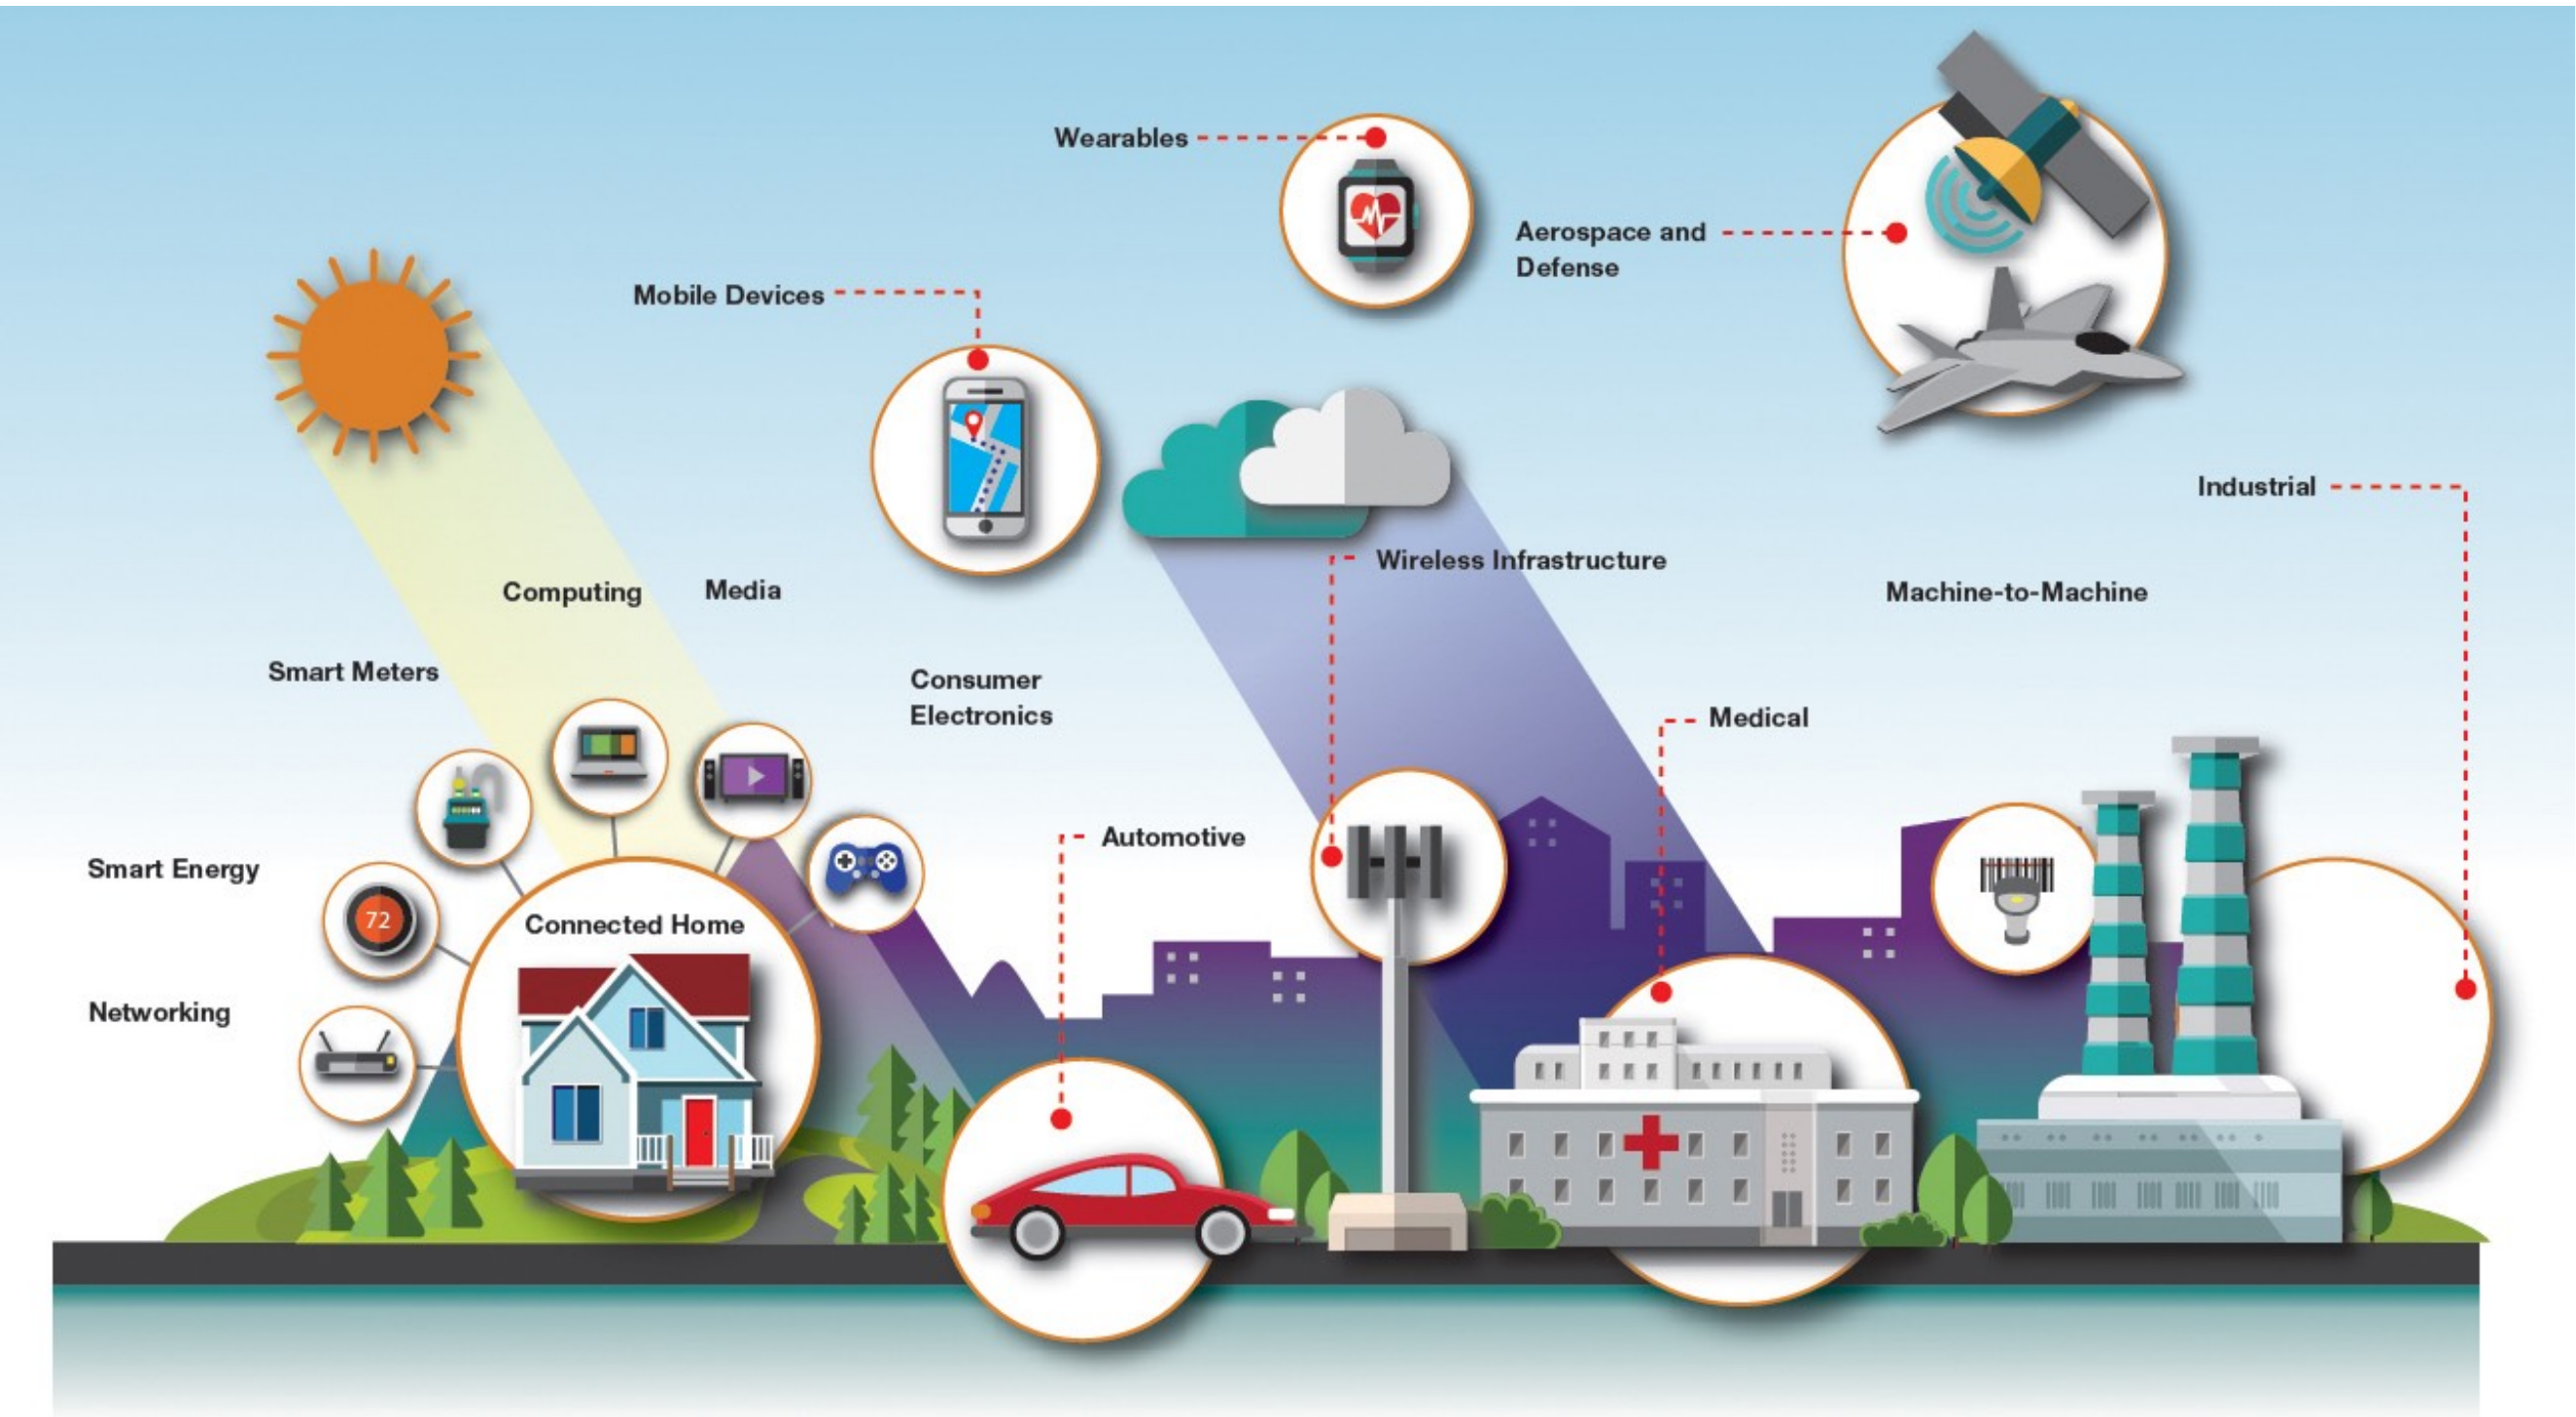 Wearables
Aerospace and
Defense
Mobile Devices
Industrial
Wireless Infrastructure
Computing
Media
Machine-to-Machine
Smart Meters
Consumer
Electronics
Medical
Automotive
Smart Energy
72
Connected Home
Networking